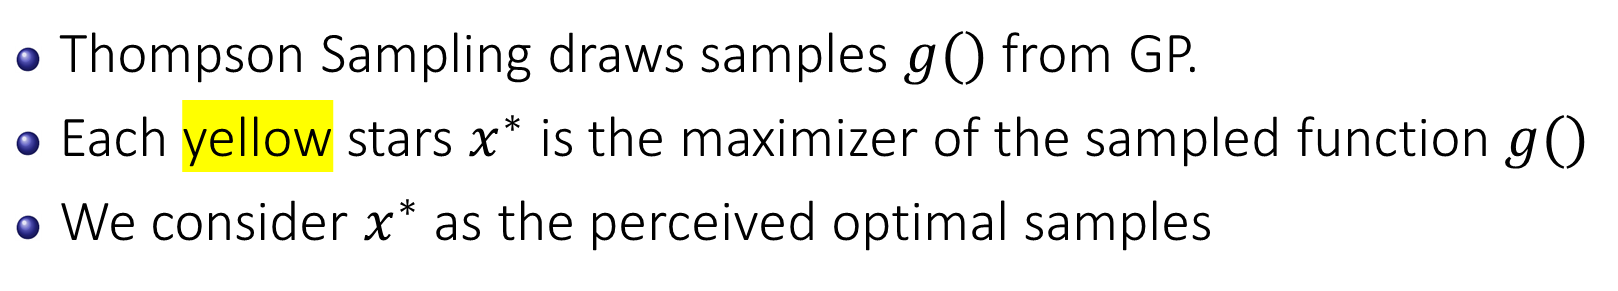 • Thompson Sampling draws samples g() from GP.
• Each yellow stars x* is the maximizer of the sampled function g()
• We consider x* as the perceived optimal samples